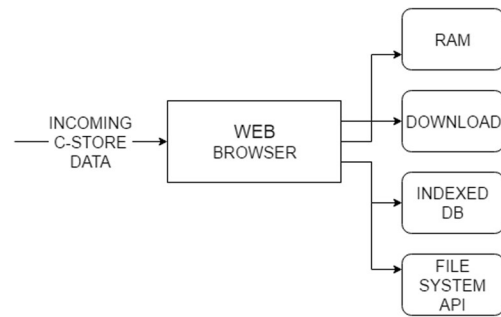 INCOMING
C-STORE
DATA
WEB
BROWSER
RAM
DOWNLOAD
INDEXED
DB
FILE
SYSTEM
API